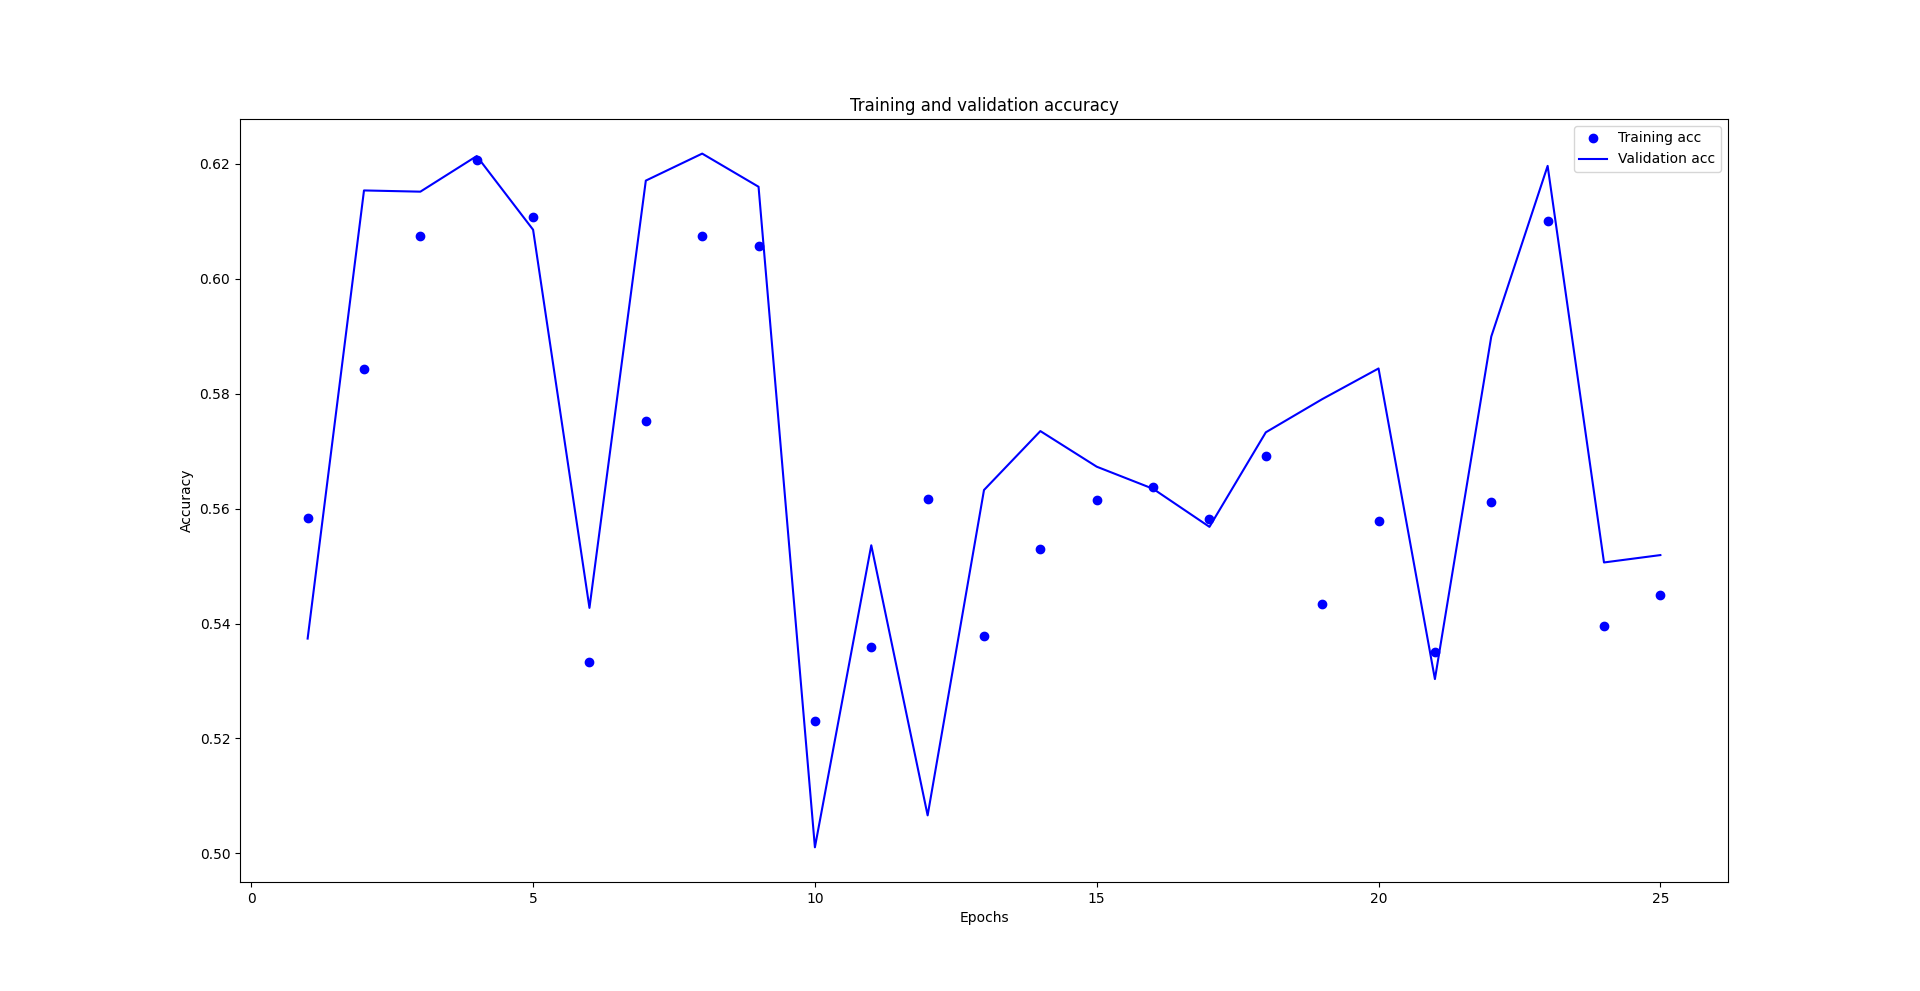 Training and validation accuracy
Training acc
Validation acc
0.62
0.60
0.58
0.56
0.54
0.52
0.50
Accuracy
0
5
10
15
20
25
Epochs